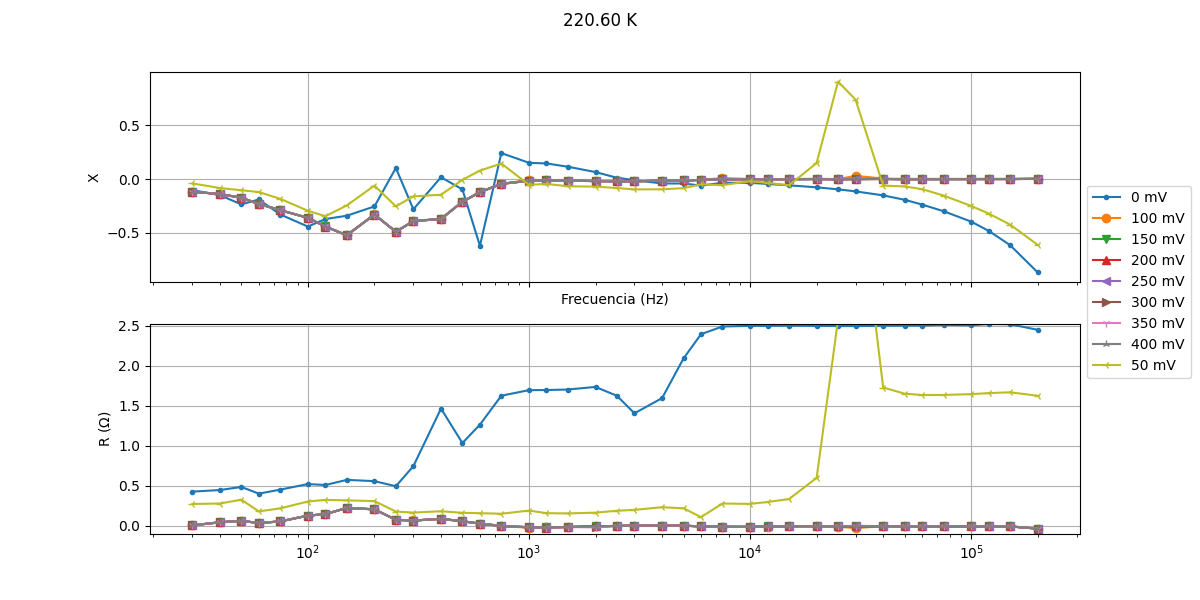 220.60 K
0.5
0.0
−0.5
X
Frecuencia (Hz)
2.5
2.0
1.5
1.0
0.5
0.0
R (Ω)
10²
10³
10⁴
10⁵
0 mV
100 mV
150 mV
200 mV
250 mV
300 mV
350 mV
400 mV
50 mV